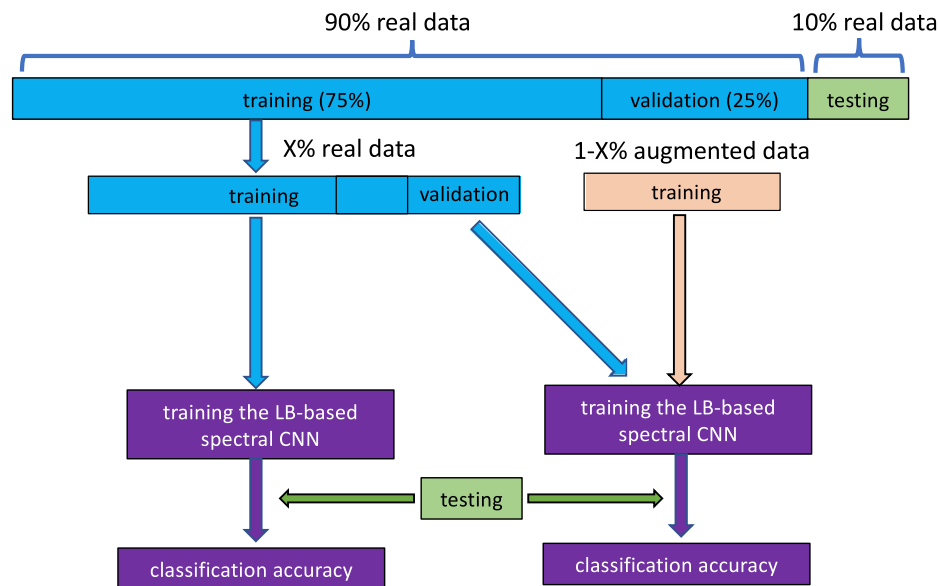 90% real data
10% real data
training (75%)
validation (25%)
testing
X% real data
1-X% augmented data
training
validation
training
training the LB-based
spectral CNN
training the LB-based
spectral CNN
testing
classification accuracy
classification accuracy